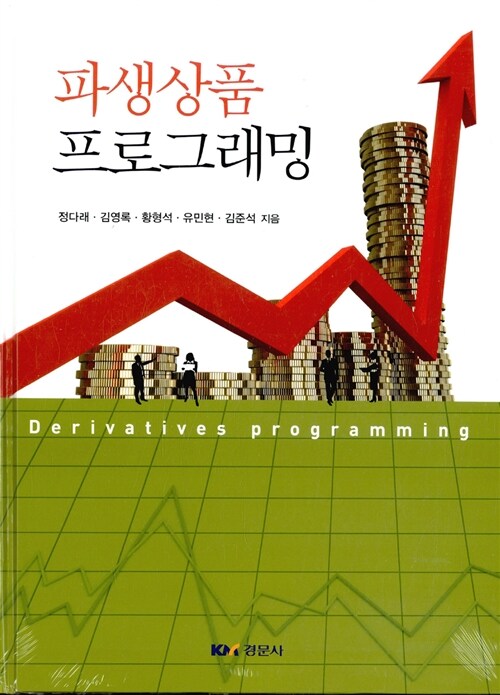 파생상품
프로그래밍
정다래 · 김영록 · 황형석 · 유민현 · 김준석 지음
Derivatives programming
KM 경문사